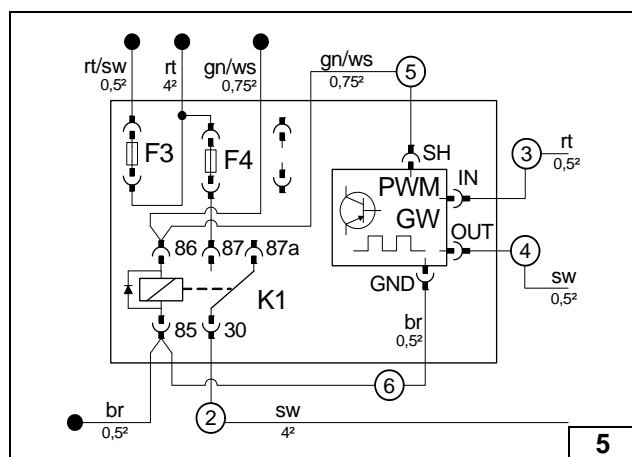 rt/sw
0,5²
rt
4²
gn/ws
0,75²
gn/ws
0,75²
5
F3
F4
SH
PWM
GW
IN
3
rt
0,5²
OUT
4
sw
0,5²
86
87
87a
GND
K1
85
30
br
0,5²
6
br
0,5²
2
sw
4²
5